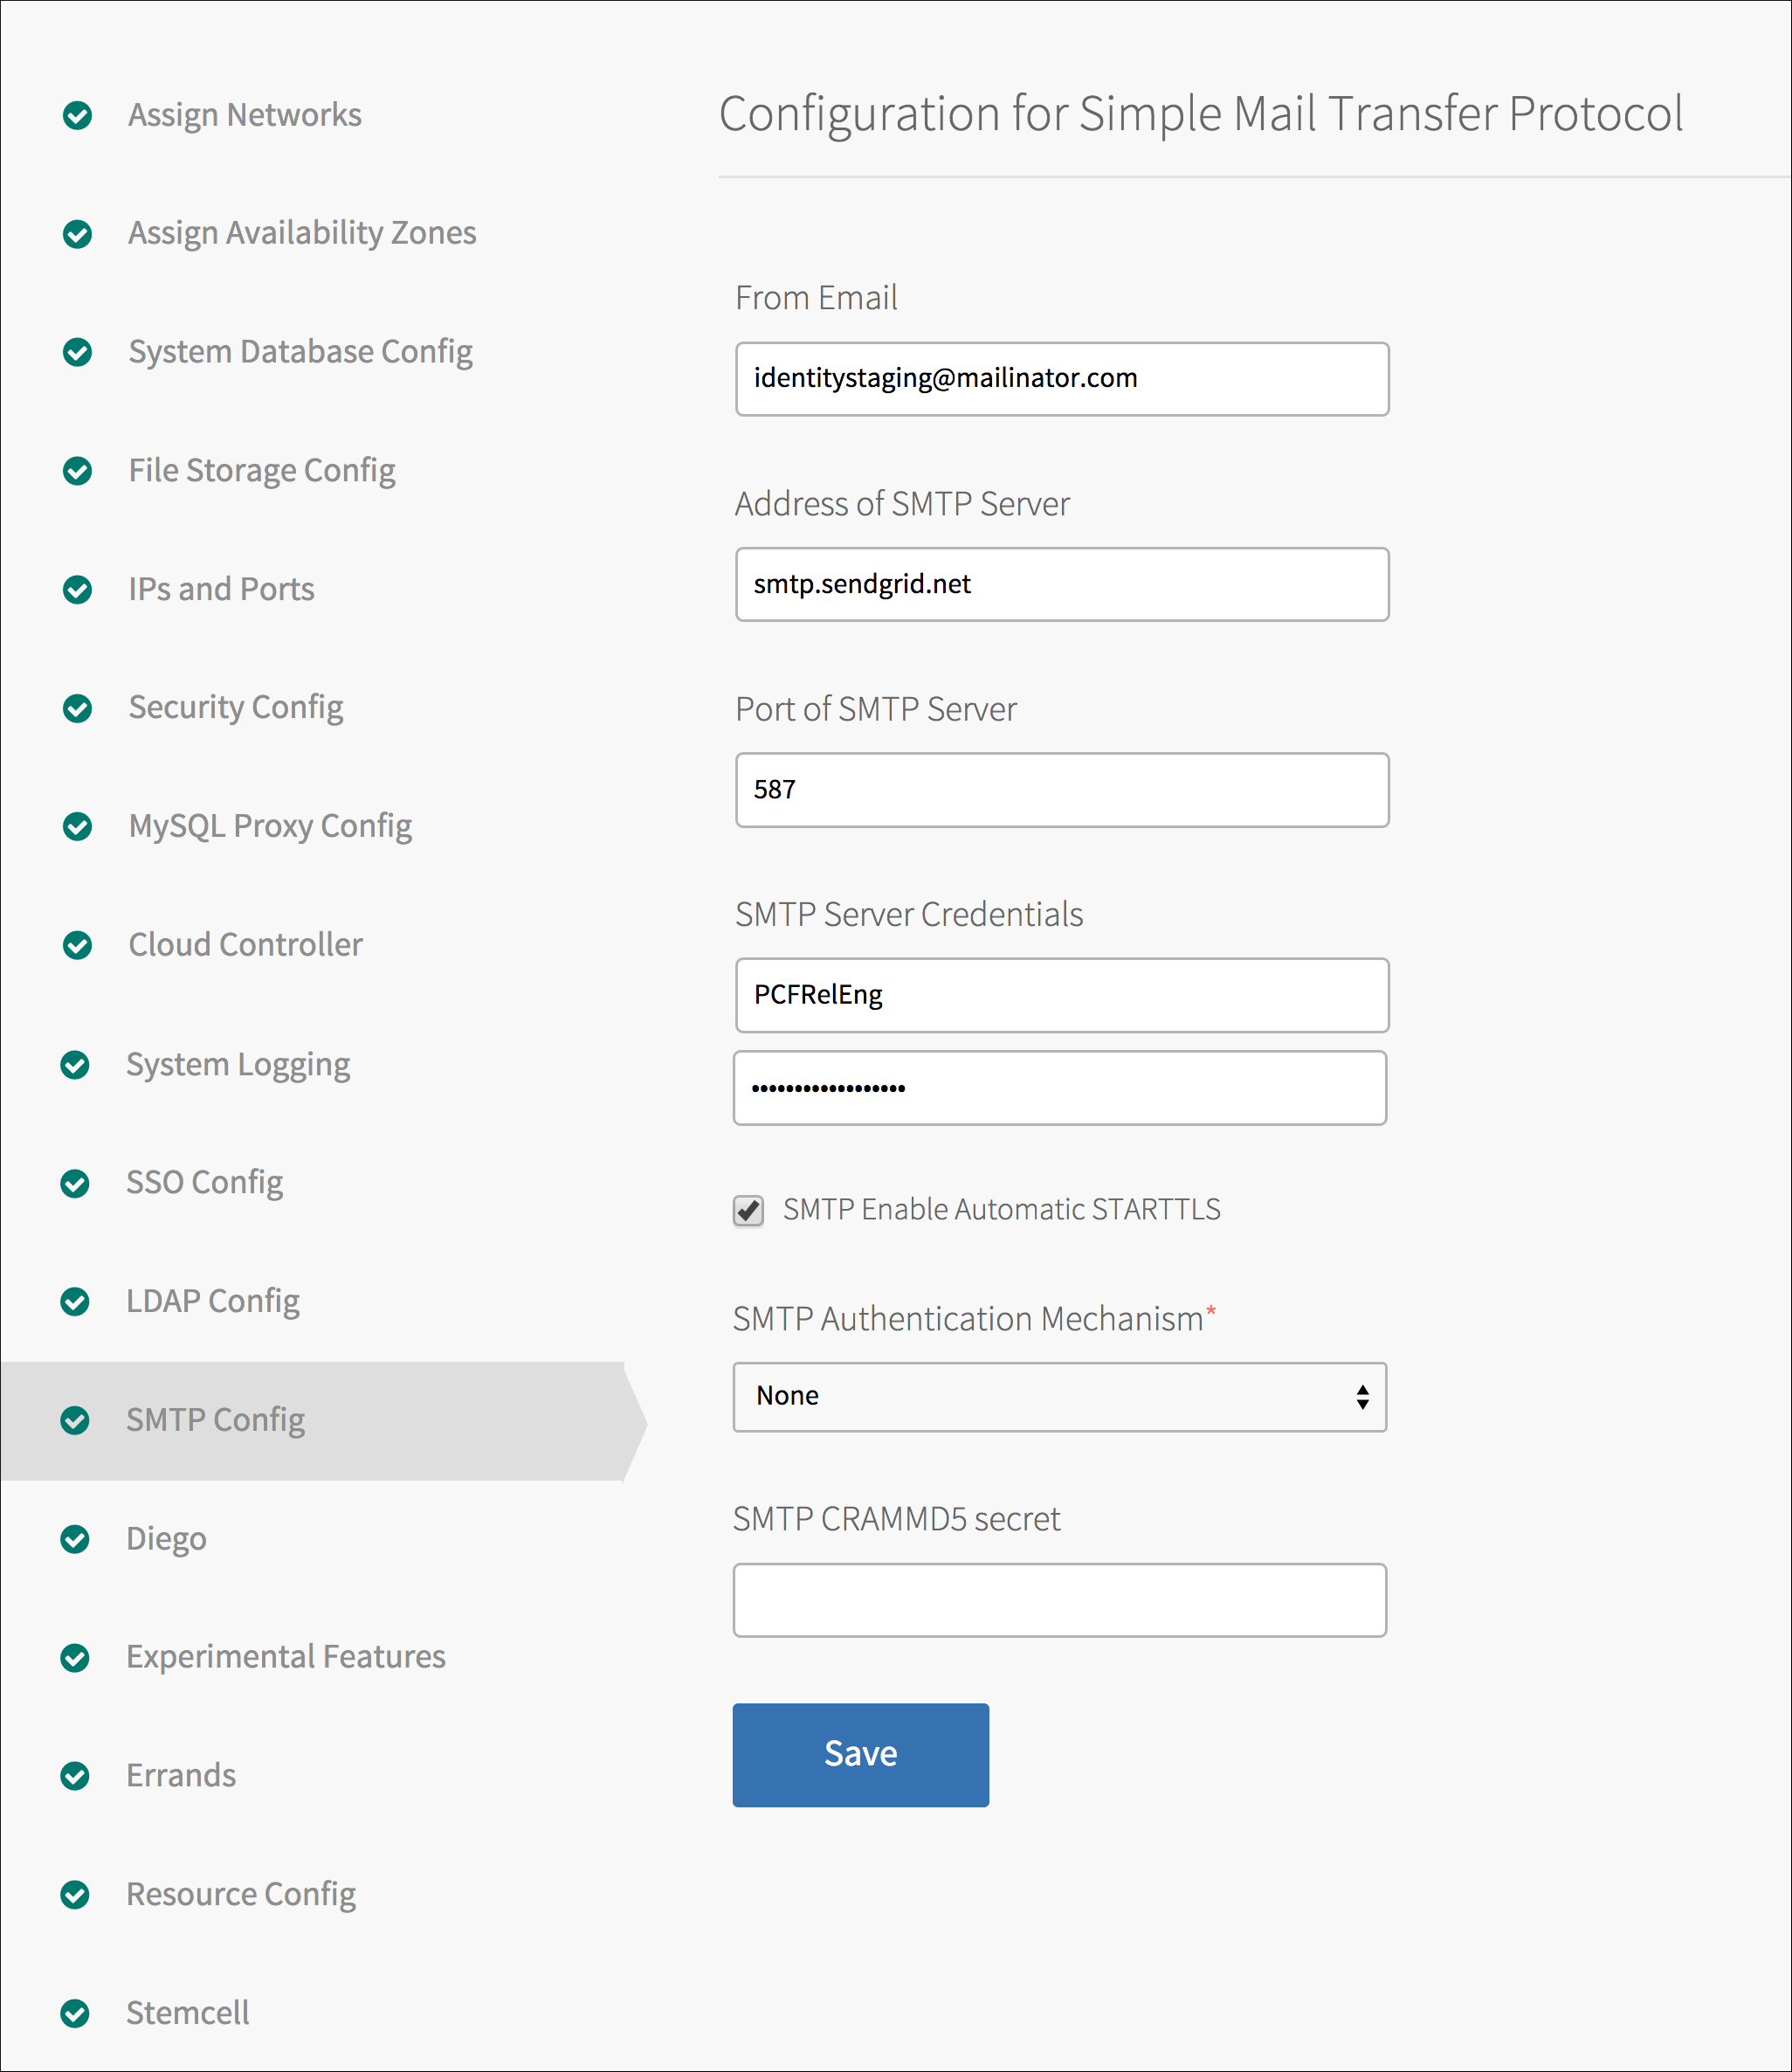 Assign Networks
Assign Availability Zones
System Database Config
File Storage Config
IPs and Ports
Security Config
MySQL Proxy Config
Cloud Controller
System Logging
SSO Config
LDAP Config
SMTP Config
Diego
Experimental Features
Errands
Resource Config
Stemcell
Configuration for Simple Mail Transfer Protocol
From Email
identitystaging@mailinator.com
Address of SMTP Server
smtp.sendgrid.net
Port of SMTP Server
587
SMTP Server Credentials
PCFRelEng
••••••••••••••••••
SMTP Enable Automatic STARTTLS
SMTP Authentication Mechanism*
None
SMTP CRAMMD5 secret
Save